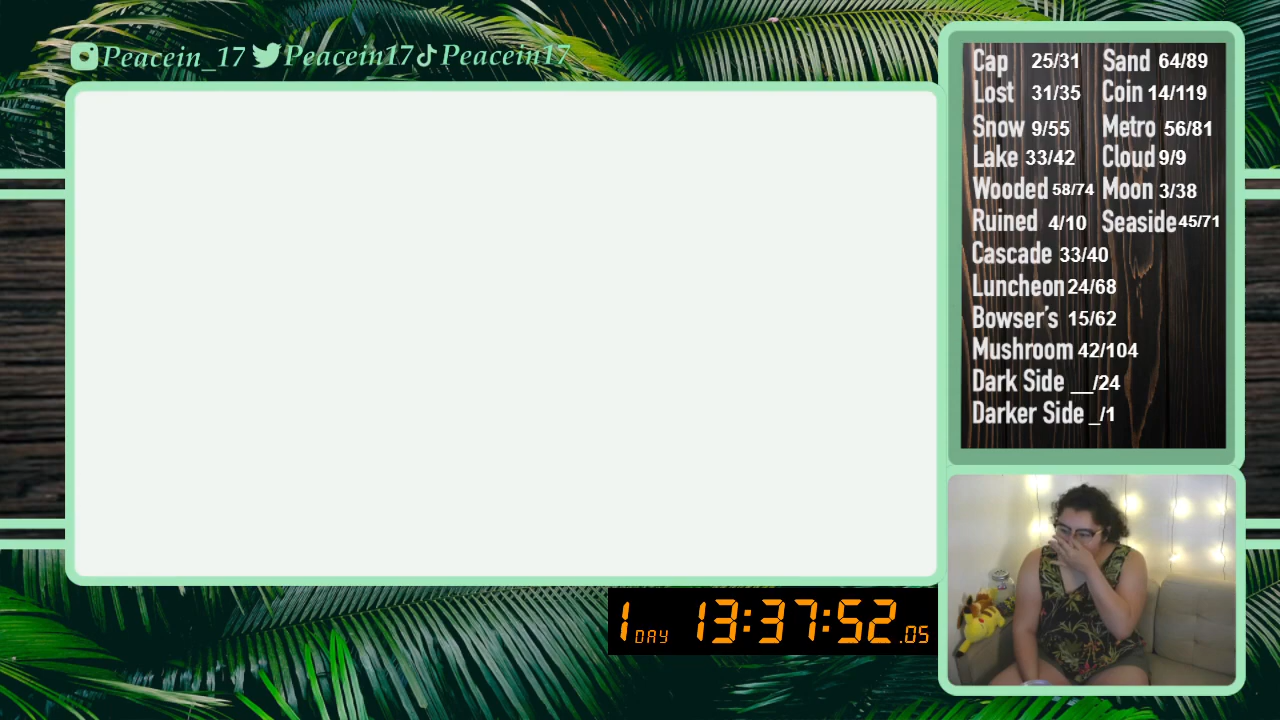 Peacein_17 Peacein17 Peacein17
Cap 25/31 Sand 64/89
Lost 31/35 Coin 14/119
Snow 9/55 Metro 56/81
Lake 33/42 Cloud 9/9
Wooded 58/74 Moon 3/38
Ruined 4/10 Seaside 45/71
Cascade 33/40
Luncheon 24/68
Bowser's 15/62
Mushroom 42/104
Dark Side __/24
Darker Side _/1
1 DAY 13:37:52.05